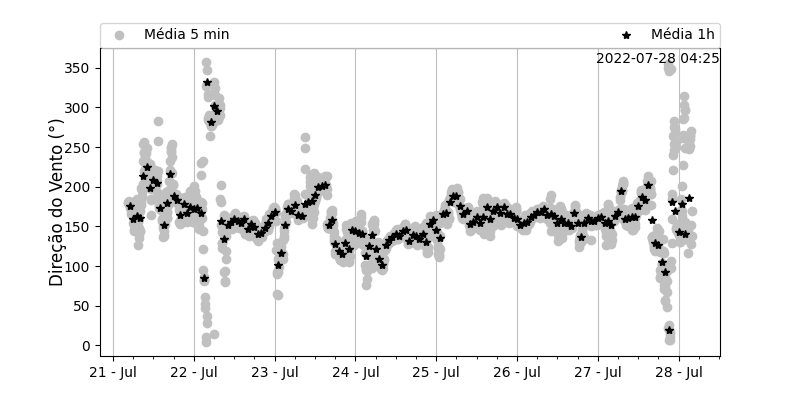 Média 5 min
Média 1h
2022-07-28 04:25
Direção do Vento (°)
350
300
250
200
150
100
50
0
21 - Jul
22 - Jul
23 - Jul
24 - Jul
25 - Jul
26 - Jul
27 - Jul
28 - Jul